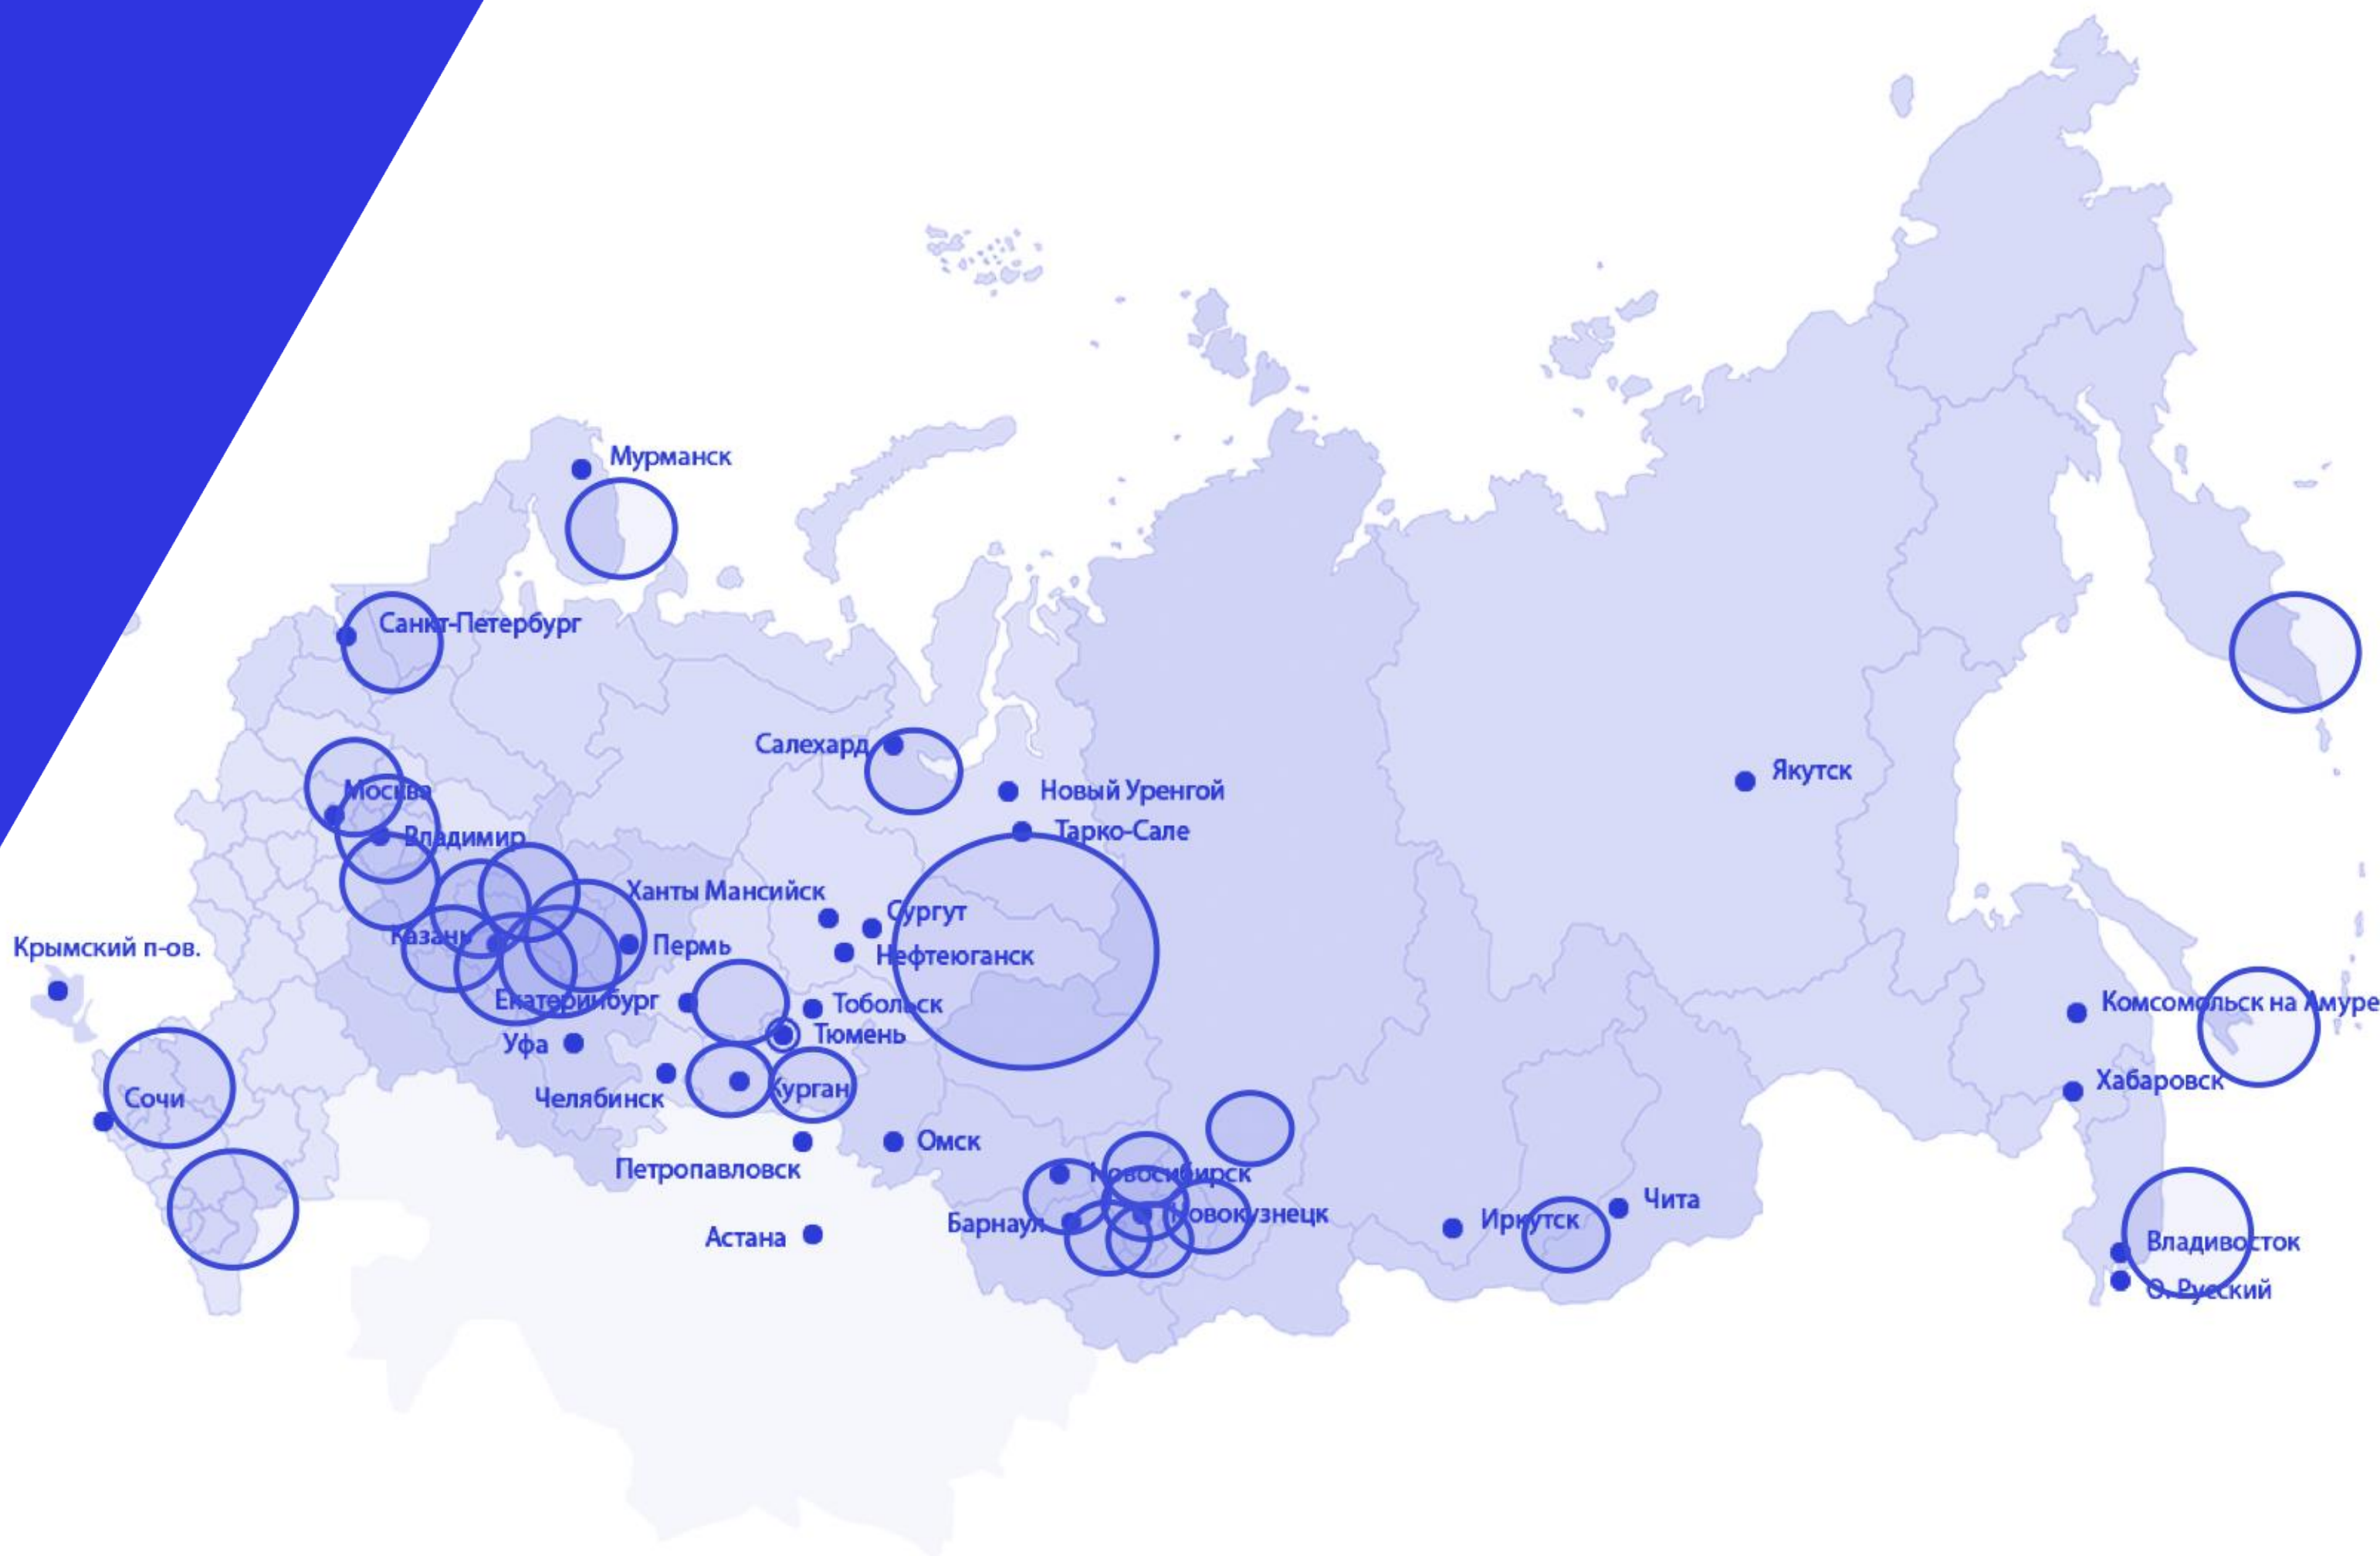 Мурманск
Санкт-Петербург
Салехард
Якутск
Новый Уренгой
Москва
Тарко-Сале
Владимир
Ханты Мансийск
Сургут
Казань
Пермь
Крымский п-ов.
Нефтеюганск
Екатеринбург
Тобольск
Комсомольск на Амуре
Тюмень
Уфа
Хабаровск
Курган
Сочи
Челябинск
Омск
Петропавловск
Новосибирск
Чита
Новокузнецк
Иркутск
Барнаул
Астана
Владивосток
О. Русский